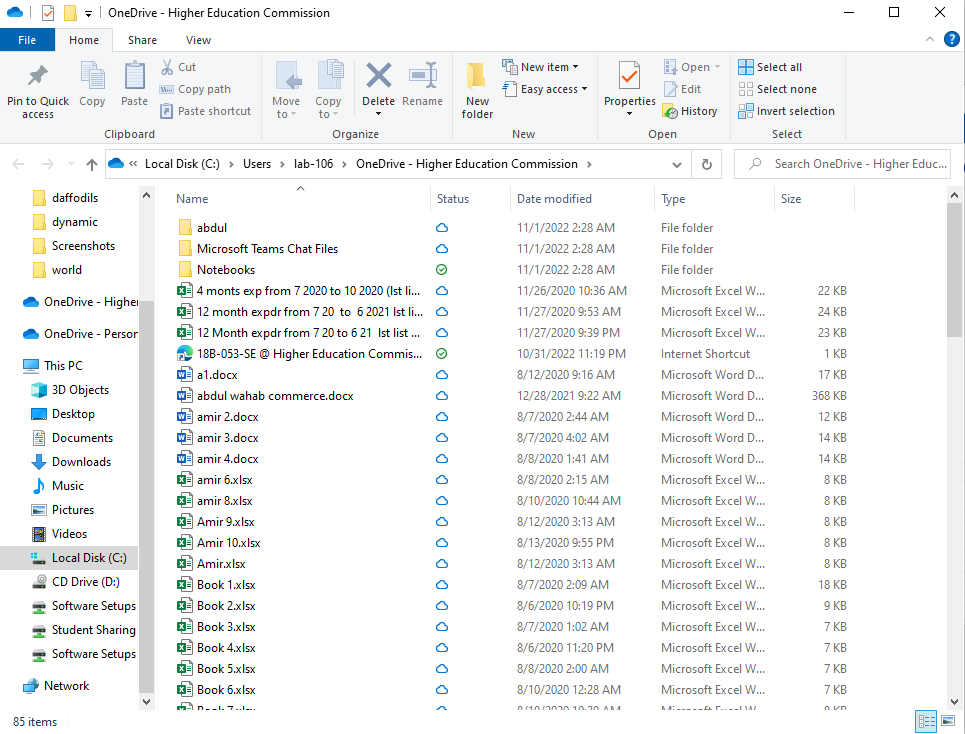 OneDrive - Higher Education Commission
File Home Share View
Pin to Quick access
Copy
Paste
Cut
Copy path
Paste shortcut
Clipboard
Move to
Copy to
Delete
Rename
Organize
New folder
New item
Easy access
New
Properties
Open
Edit
History
Open
Select all
Select none
Invert selection
Select
« Local Disk (C:) › Users › lab-106 › OneDrive - Higher Education Commission ›
Search OneDrive - Higher Educ...
daffodils
dynamic
Screenshots
world
OneDrive - Higher
OneDrive - Person
This PC
3D Objects
Desktop
Documents
Downloads
Music
Pictures
Videos
Local Disk (C:)
CD Drive (D:)
Software Setups
Student Sharing
Software Setups
Network
Name Status Date modified Type Size
abdul 11/1/2022 2:28 AM File folder
Microsoft Teams Chat Files 11/1/2022 2:28 AM File folder
Notebooks 11/1/2022 2:28 AM File folder
4 monts exp from 7 2020 to 10 2020 (Ist li... 11/26/2020 10:36 AM Microsoft Excel W... 22 KB
12 month expdr from 7 20 to 6 2021 Ist list... 11/27/2020 9:53 AM Microsoft Excel W... 24 KB
12 Month expdr from 7 20 to 6 21 Ist list ... 11/27/2020 9:39 PM Microsoft Excel W... 23 KB
18B-053-SE @ Higher Education Commis... 10/31/2022 11:19 PM Internet Shortcut 1 KB
a1.docx 8/12/2020 9:16 AM Microsoft Word D... 17 KB
abdul wahab commerce.docx 12/28/2021 9:22 AM Microsoft Word D... 368 KB
amir 2.docx 8/7/2020 2:44 AM Microsoft Word D... 12 KB
amir 3.docx 8/7/2020 4:02 AM Microsoft Word D... 14 KB
amir 4.docx 8/8/2020 1:41 AM Microsoft Word D... 14 KB
amir 6.xlsx 8/8/2020 2:15 AM Microsoft Excel W... 8 KB
amir 8.xlsx 8/10/2020 10:44 AM Microsoft Excel W... 8 KB
Amir 9.xlsx 8/12/2020 3:13 AM Microsoft Excel W... 8 KB
Amir 10.xlsx 8/13/2020 9:55 PM Microsoft Excel W... 8 KB
Amir.xlsx 8/12/2020 3:13 AM Microsoft Excel W... 8 KB
Book 1.xlsx 8/7/2020 2:09 AM Microsoft Excel W... 18 KB
Book 2.xlsx 8/6/2020 10:19 PM Microsoft Excel W... 9 KB
Book 3.xlsx 8/7/2020 1:02 AM Microsoft Excel W... 7 KB
Book 4.xlsx 8/6/2020 11:20 PM Microsoft Excel W... 7 KB
Book 5.xlsx 8/8/2020 2:00 AM Microsoft Excel W... 7 KB
Book 6.xlsx 8/10/2020 12:28 AM Microsoft Excel W... 7 KB
85 items